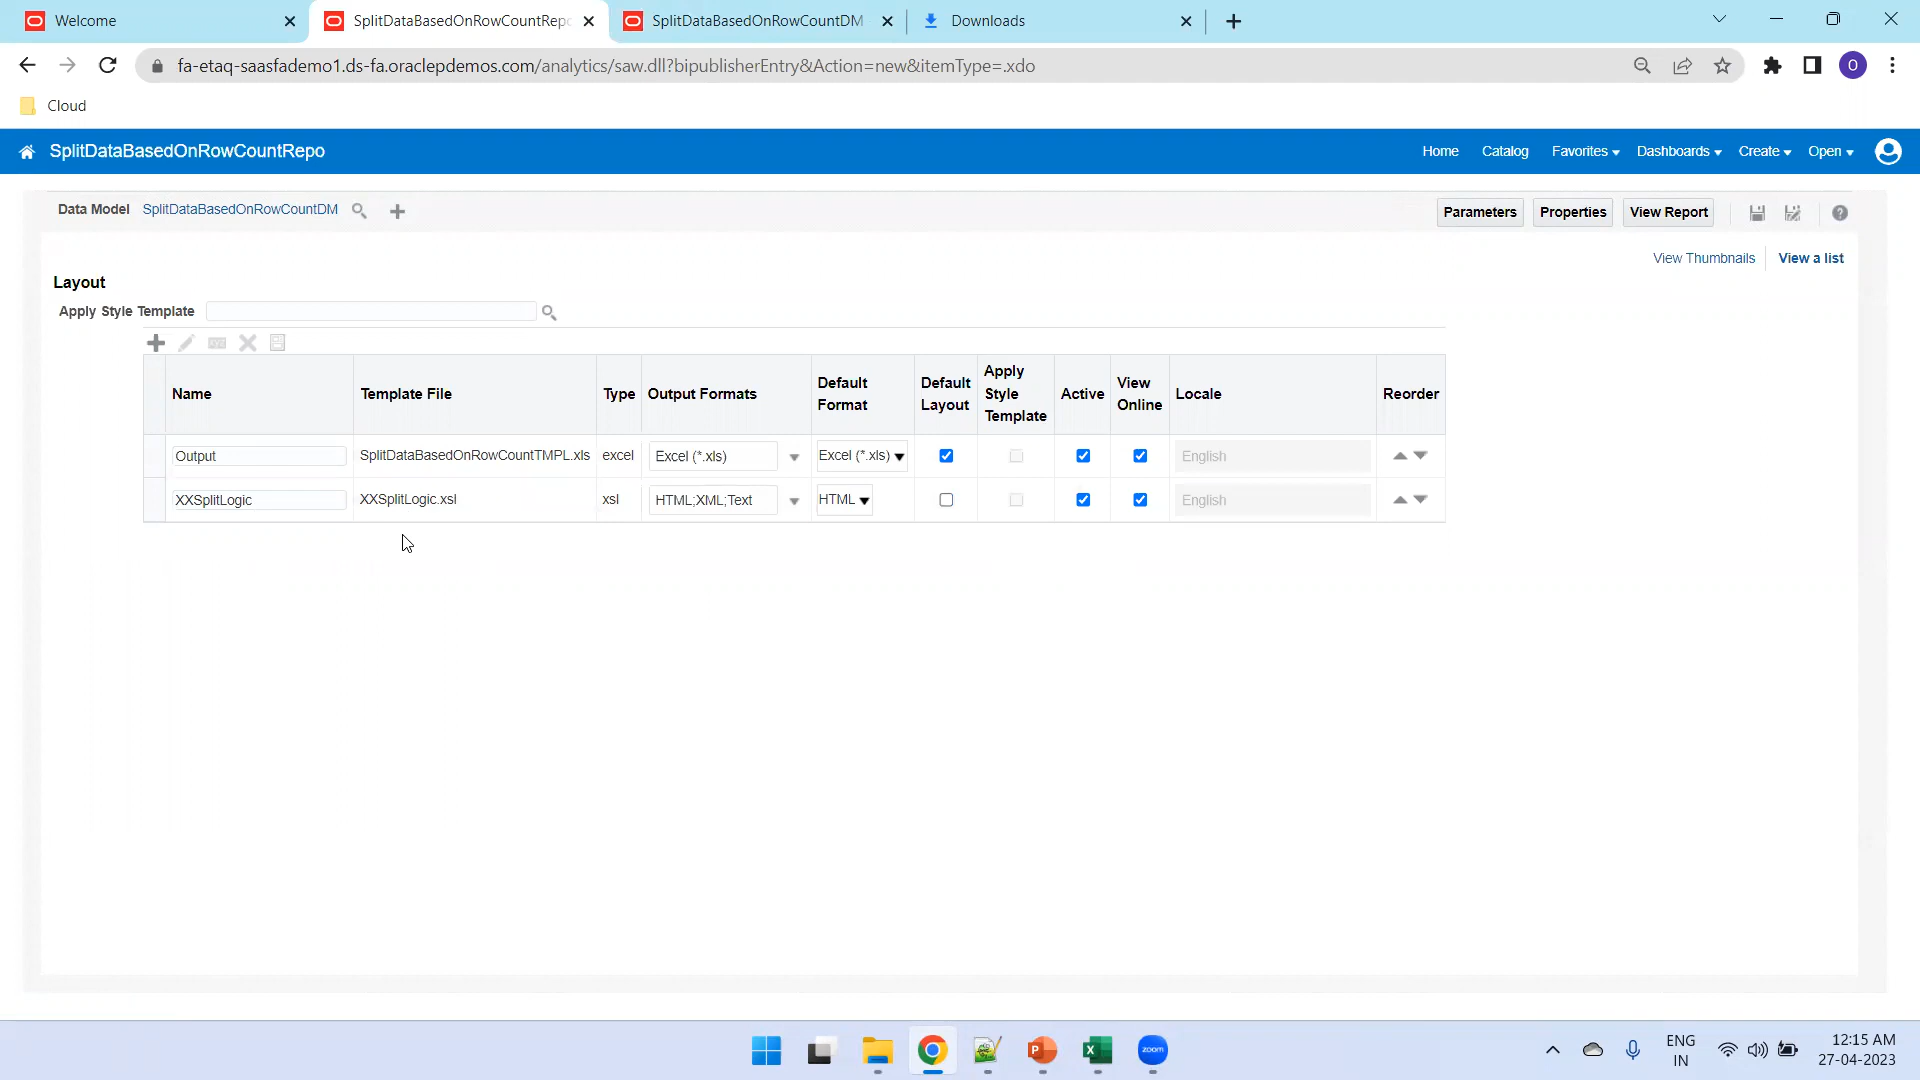 Welcome
SplitDataBasedOnRowCountRepo
SplitDataBasedOnRowCountDM
Downloads
fa-etaq-saasfademo1.ds-fa.oraclepdemos.com/analytics/saw.dll?bipublisherEntry&Action=new&itemType=.xdo
O
Cloud
SplitDataBasedOnRowCountRepo
Home Catalog Favorites Dashboards Create Open
Data Model SplitDataBasedOnRowCountDM
Parameters Properties View Report
View Thumbnails View a list
Layout
Apply Style Template
Name Template File Type Output Formats Default Format Default Layout Apply Style Template Active View Online Locale Reorder
Output SplitDataBasedOnRowCountTMPL.xls excel Excel (*.xls) Excel (*.xls) English
XXSplitLogic XXSplitLogic.xsl xsl HTML;XML;Text HTML English
zoom
ENG
IN
12:15 AM
27-04-2023